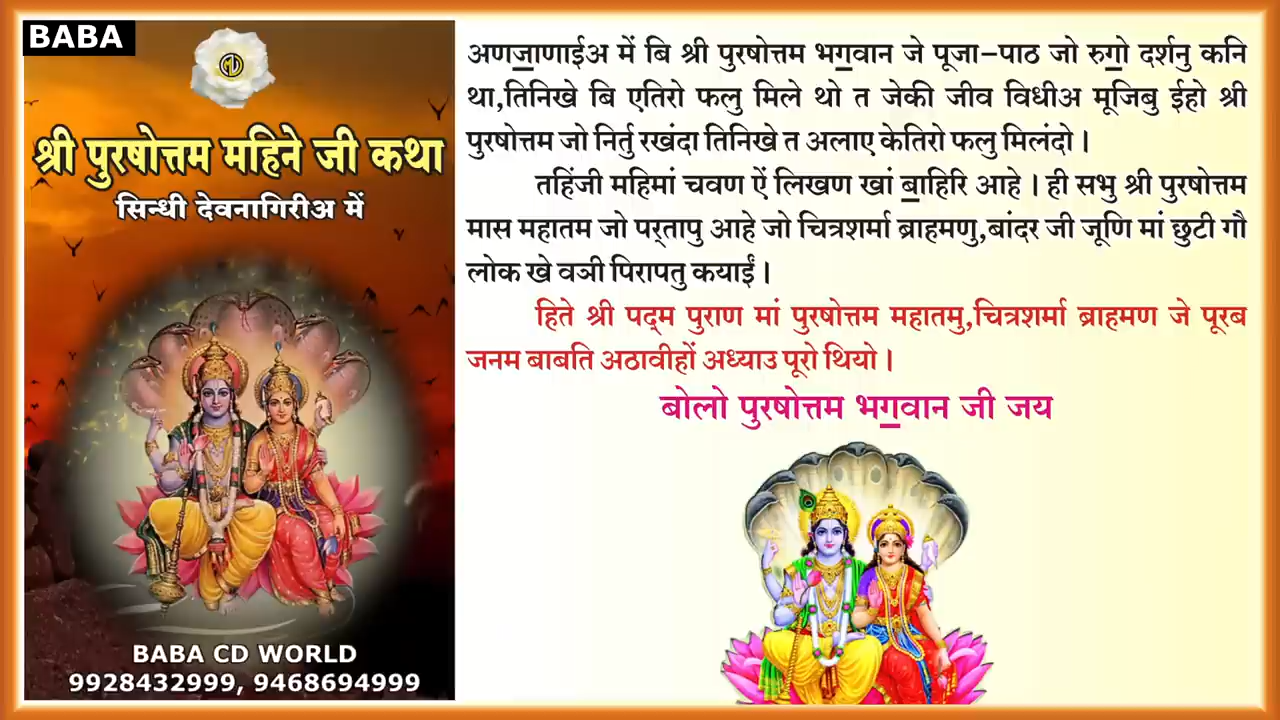 BABA
श्री पुरषोत्तम महिने जी कथा
सिन्धी देवनागिरीअ में
BABA CD WORLD
9928432999, 9468694999
अणज॒ाणाईअ में बि श्री पुरषोत्तम भग॒वान जे पूजा–पाठ जो रुग॒ो दर्शनु कनि
था,तिनिखे बि एतिरो फलु मिले थो त जेकी जीव विधीअ मूजिबु ईहो श्री
पुरषोत्तम जो निर्तु रखंदा तिनिखे त अलाए केतिरो फलु मिलंदो।
तहिंजी महिमां चवण ऐं लिखण खां ब॒ाहिरि आहे। ही सभु श्री पुरषोत्तम
मास महातम जो पर्‌तापु आहे जो चित्रशर्मा ब्राहमणु,बांदर जी जूणि मां छुटी गौ
लोक खे वञी पिरापतु कयाईं।
हिते श्री पद्‌म पुराण मां पुरषोत्तम महातमु,चित्रशर्मा ब्राहमण जे पूरब
जनम बाबति अठावीहों अध्याउ पूरो थियो।
बोलो पुरषोत्तम भग॒वान जी जय